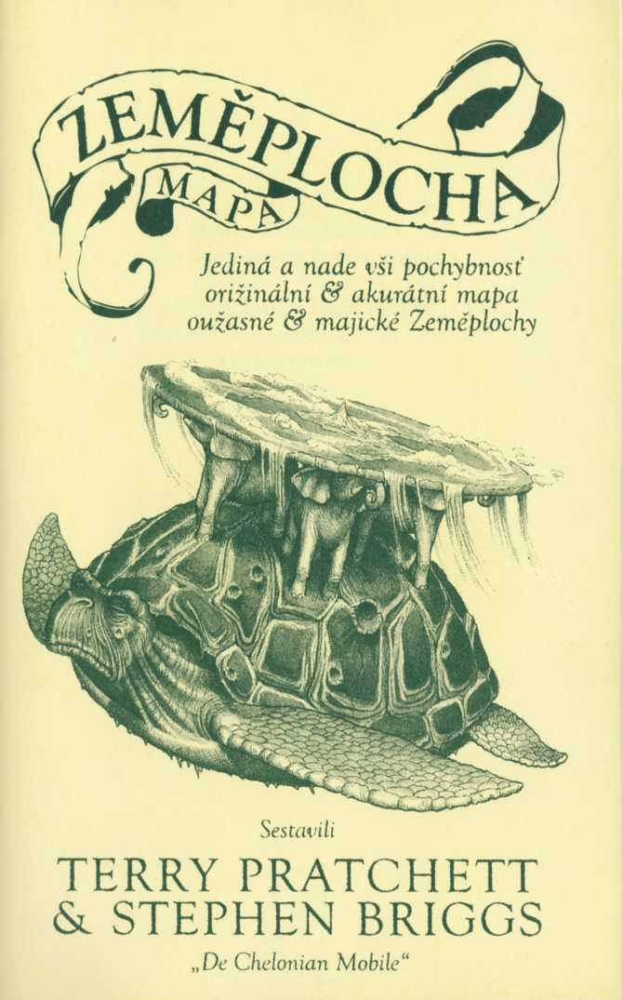 ZEMĚPLOCHA
MAPA
Jediná a nade vši pochybnosť
orižinální & akurátní mapa
oužasné & majické Zeměplochy
Sestavili
TERRY PRATCHETT
& STEPHEN BRIGGS
„De Chelonian Mobile“